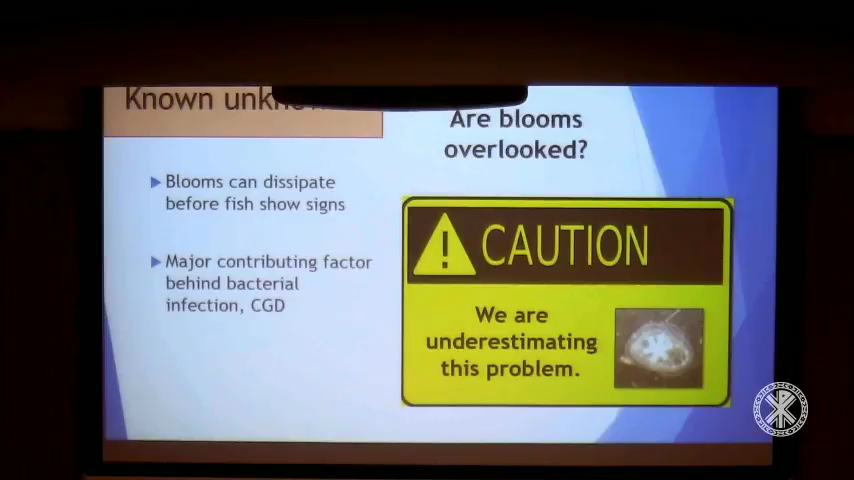 Known unkno
Are blooms
overlooked?
Blooms can dissipate
before fish show signs
Major contributing factor
behind bacterial
infection, CGD
CAUTION
We are
underestimating
this problem.